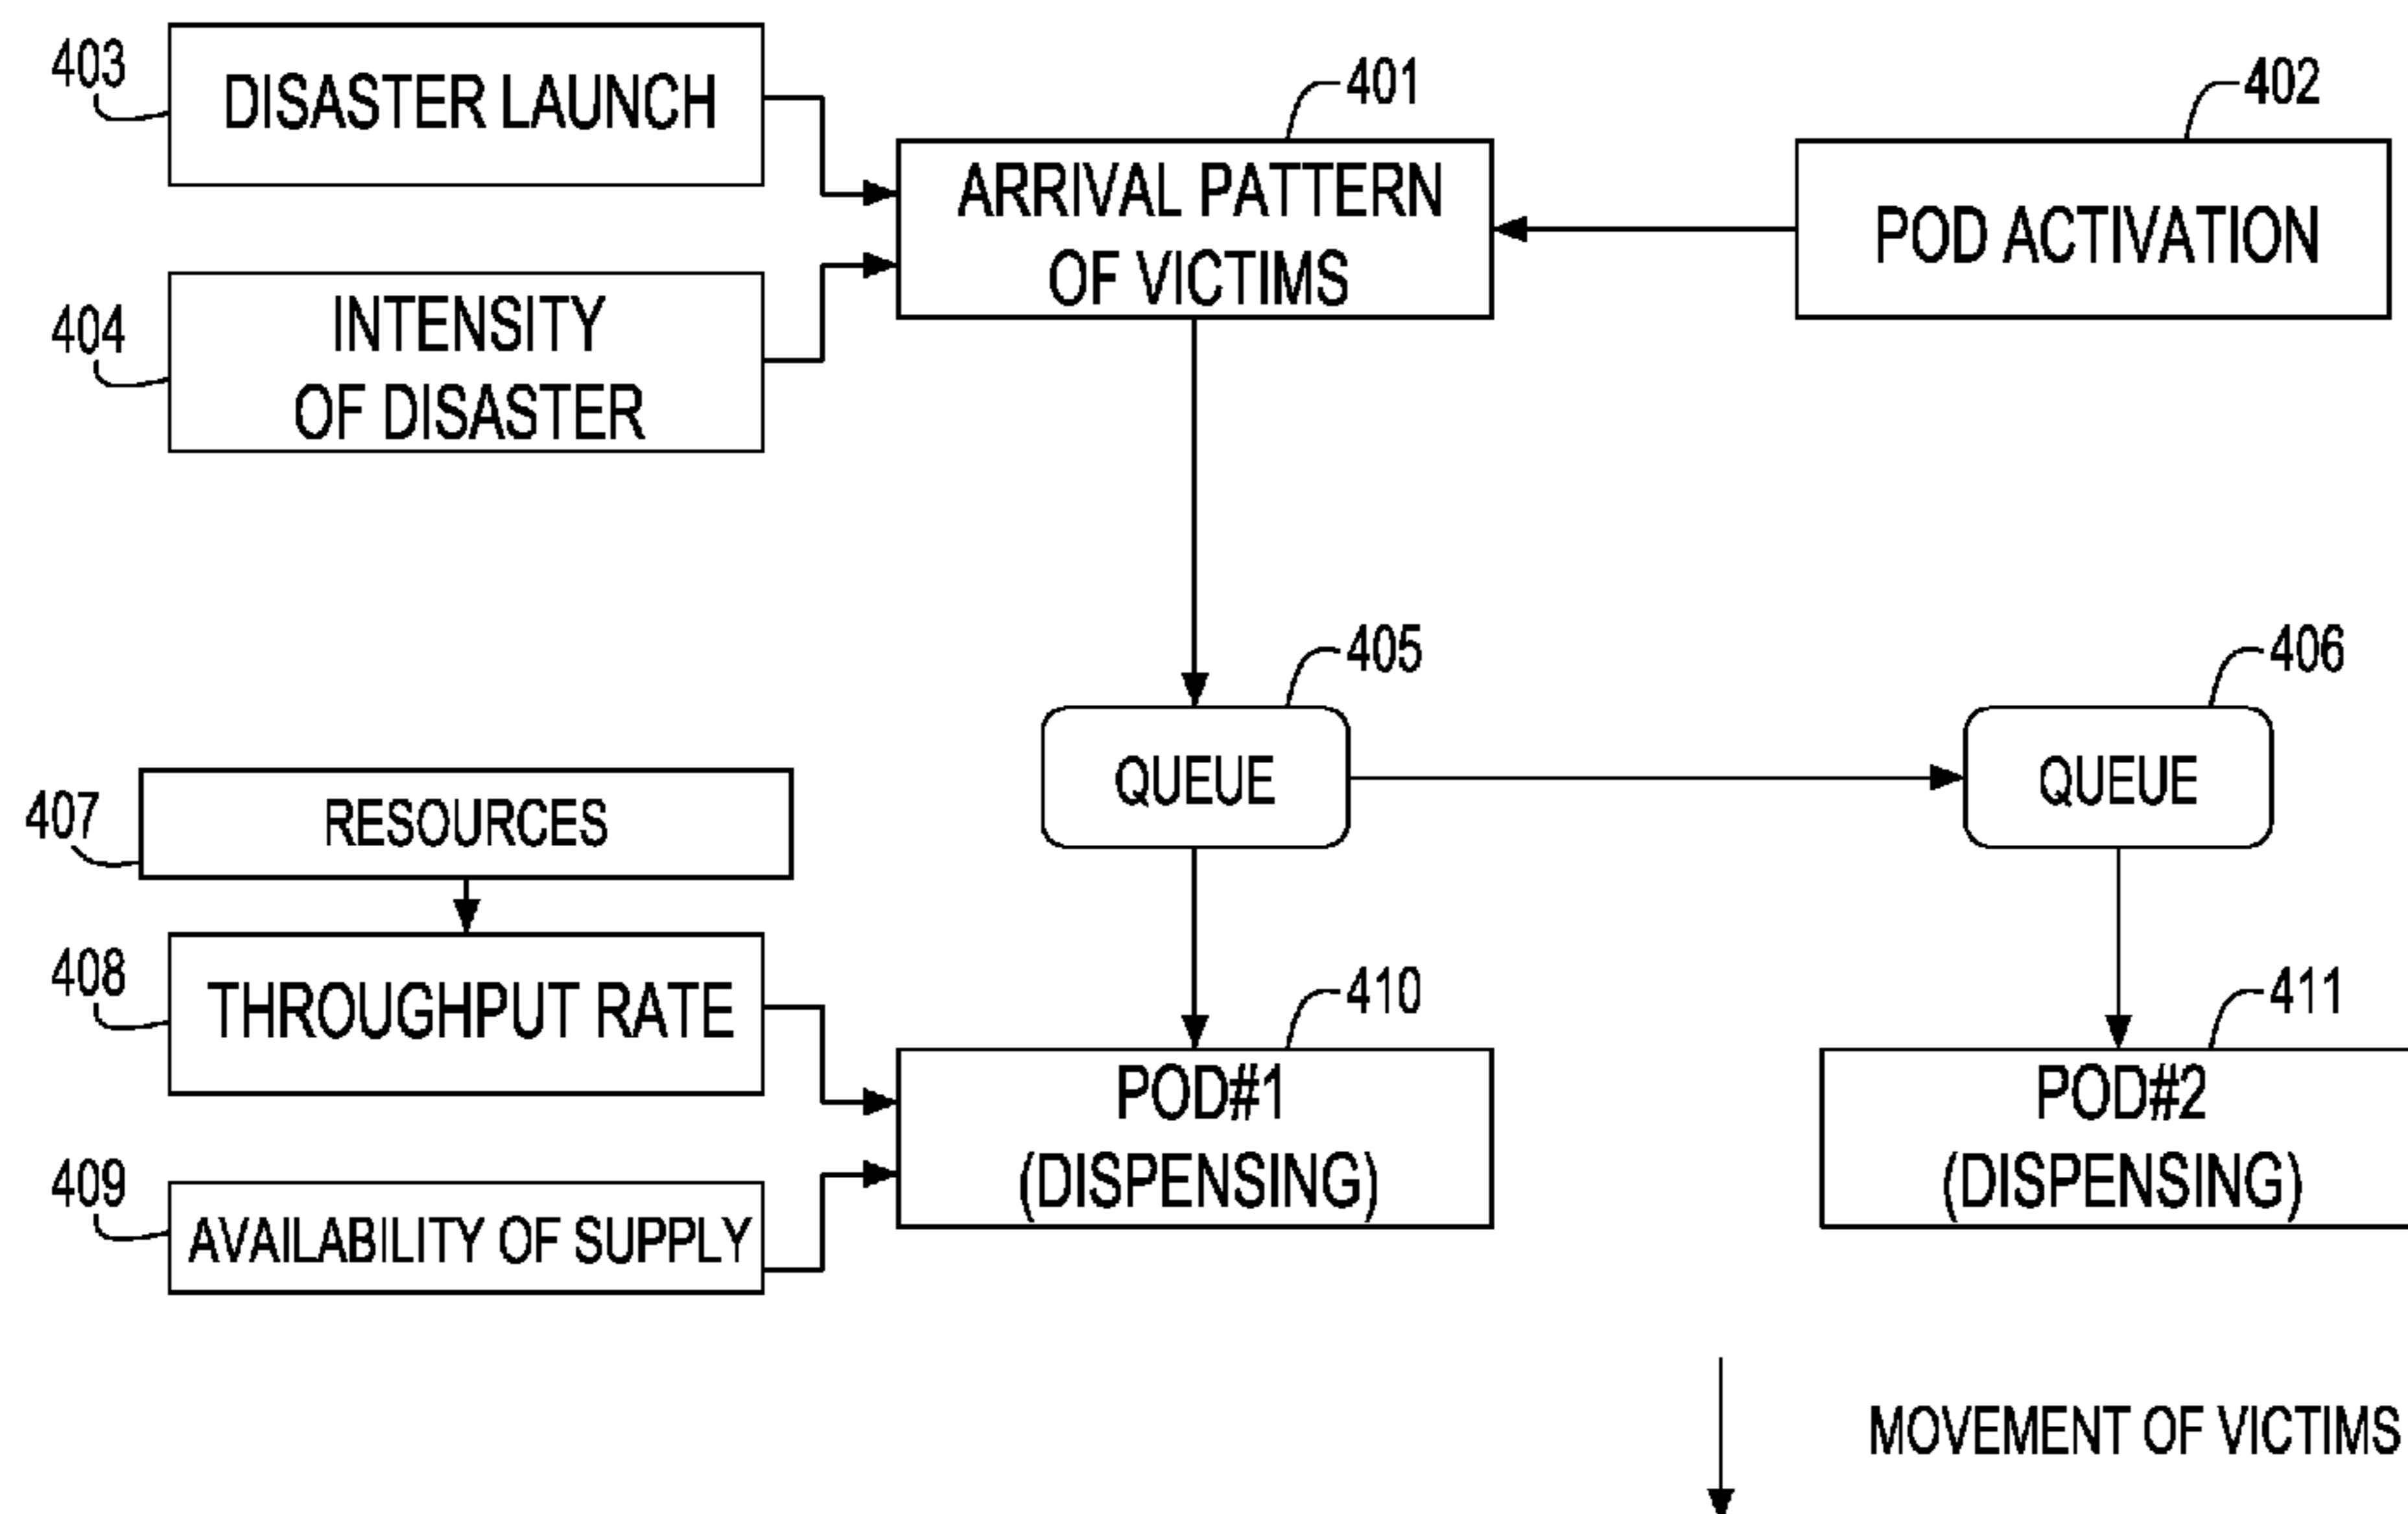 403
DISASTER LAUNCH
401
ARRIVAL PATTERN
OF VICTIMS
402
POD ACTIVATION
404
INTENSITY
OF DISASTER
405
QUEUE
406
QUEUE
407
RESOURCES
408
THROUGHPUT RATE
409
AVAILABILITY OF SUPPLY
410
POD#1
(DISPENSING)
411
POD#2
(DISPENSING)
MOVEMENT OF VICTIMS